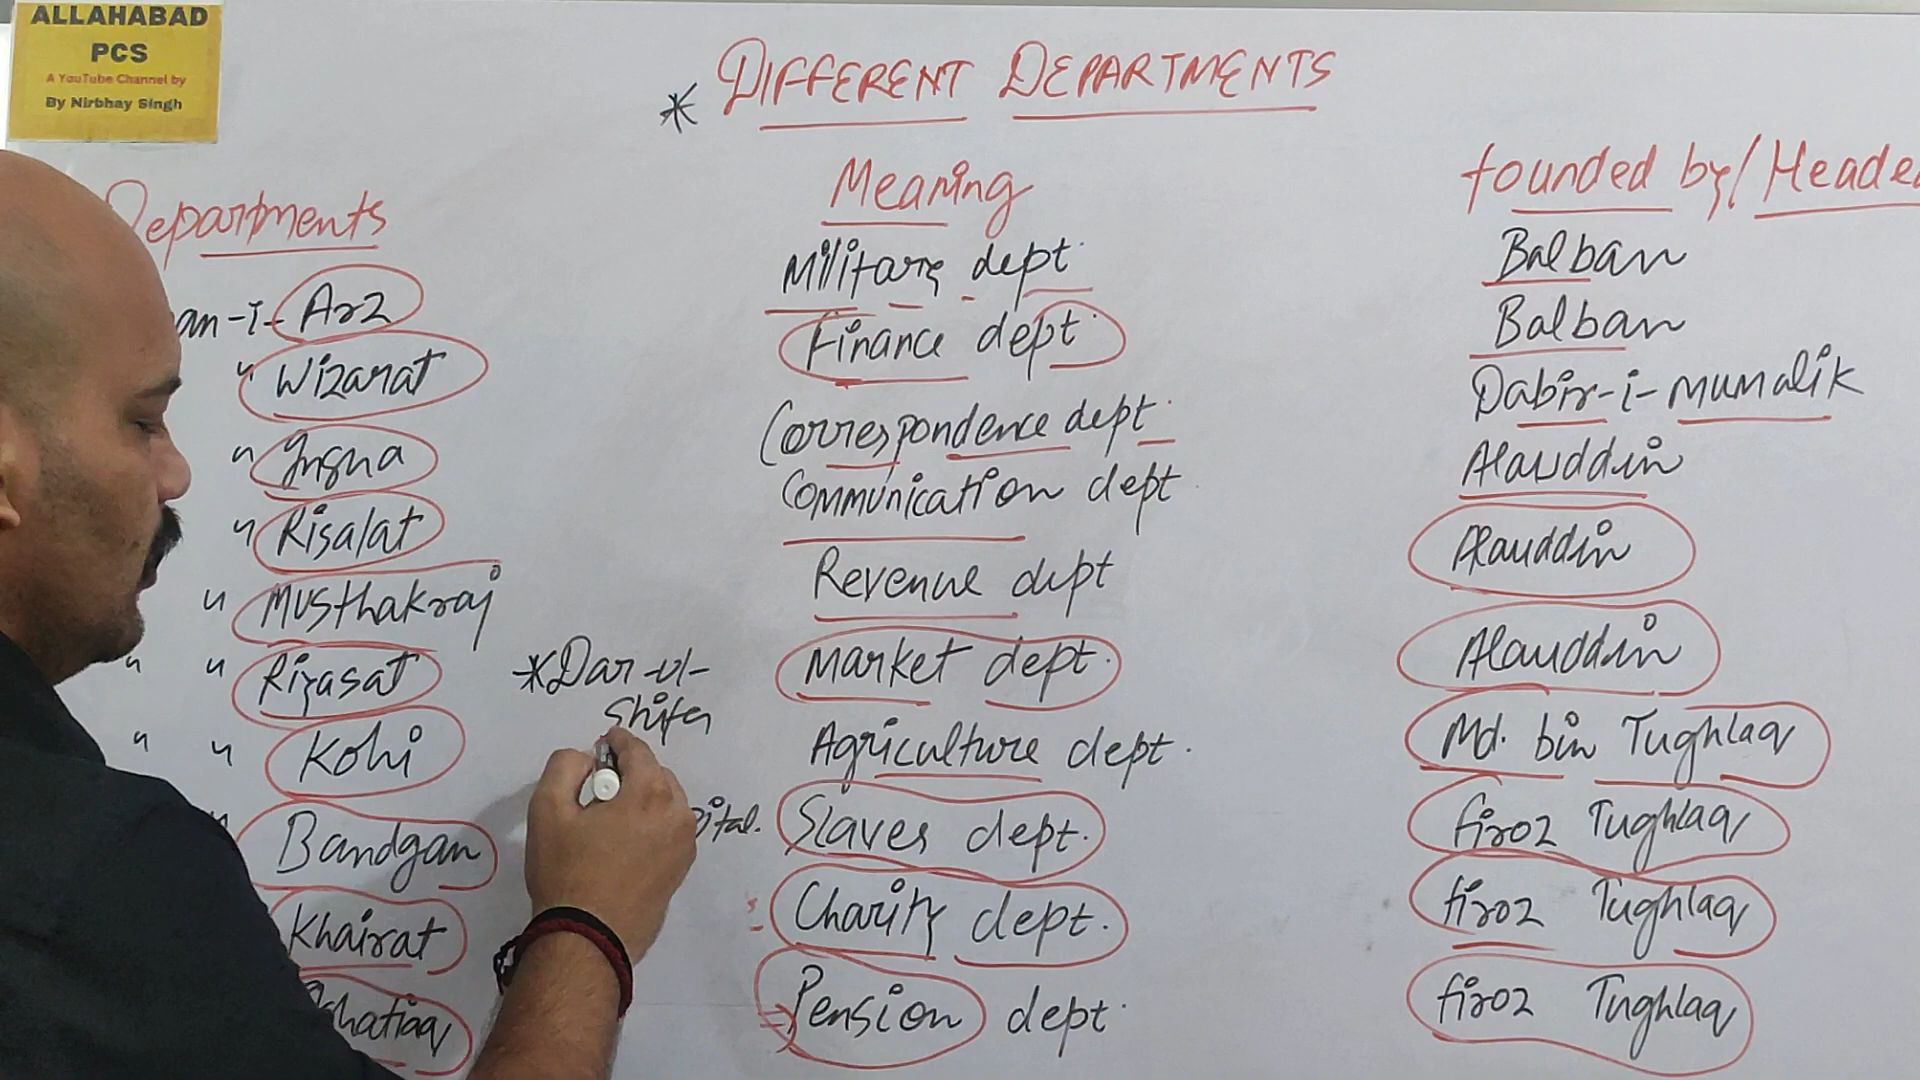 ALLAHABAD
PCS
A YouTube Channel by
By Nirbhay Singh
* DIFFERENT DEPARTMENTS
Departments Meaning founded by/Heade
an-i-Arz Military dept. Balban
" Wizarat Finance dept. Balban
" Insha Correspondence dept. Dabir-i-mumalik
" Risalat Communication dept. Alauddin
" Musthakraj Revenue dept Alauddin
" " Riyasat Market dept. Alauddin
*Dar-ul-
Shifa
" " Kohi Agriculture dept. Md. bin Tughlaq
" Bandgan pital. Slaves dept. firoz Tughlaq
Khairat Charity dept. firoz Tughlaq
shatiaq Pension dept. firoz Tughlaq